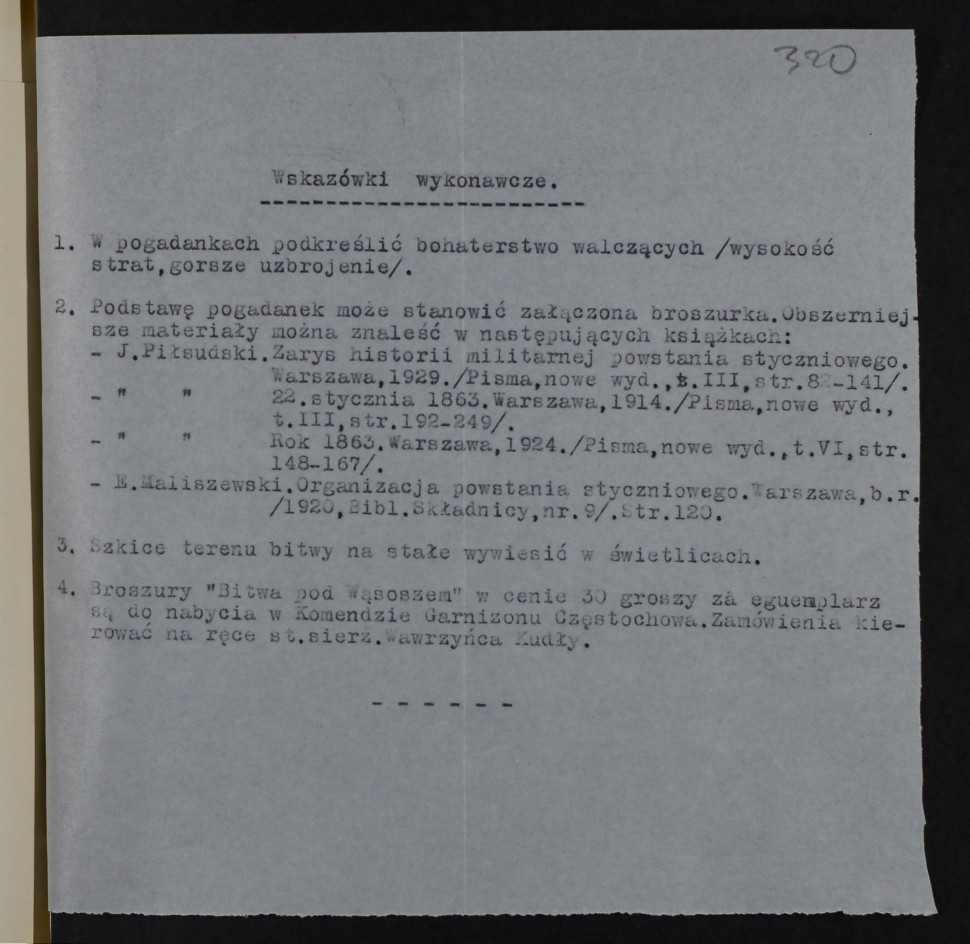 320
Wskazówki wykonawcze.
1. W pogadankach podkreślić bohaterstwo walczących /wysokość
strat,gorsze uzbrojenie/.
2. Podstawę pogadanek może stanowić załączona broszurka.Obszerniej-
sze materiały można znaleść w następujących książkach:
- J.Piłsudski.Zarys historii militarnej powstania styczniowego.
Warszawa,1929./Pisma,nowe wyd.,t.III,str.82-141/.
- " " 22.stycznia 1863.Warszawa,1914./Pisma,nowe wyd.,
t.III,str.192-249/.
- " " Rok 1863.Warszawa,1924./Pisma,nowe wyd.,t.VI,str.
148-167/.
- E.Maliszewski.Organizacja powstania styczniowego.Warszawa,b.r.
/1920,Bibl.Składnicy,nr.9/.Str.120.
3. Szkice terenu bitwy na stałe wywiesić w świetlicach.
4. Broszury "Bitwa pod Wąsoszem" w cenie 30 groszy zá eguemplarz
są do nabycia w Komendzie Garnizonu Częstochowa.Zamówienia kie-
rować na ręce st.sierż.Wawrzyńca Kudły.
- - - - - -